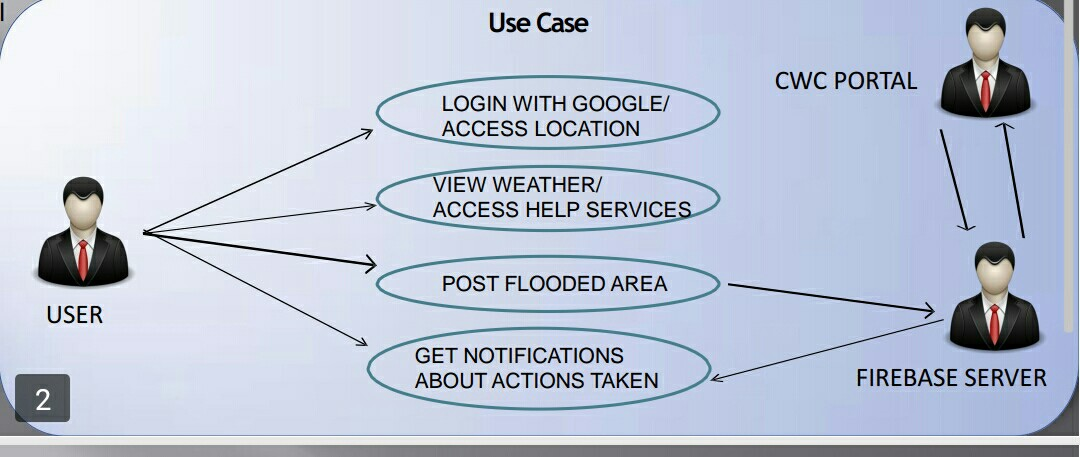 Use Case
CWC PORTAL
LOGIN WITH GOOGLE/
ACCESS LOCATION
VIEW WEATHER/
ACCESS HELP SERVICES
POST FLOODED AREA
USER
GET NOTIFICATIONS
ABOUT ACTIONS TAKEN
FIREBASE SERVER
2